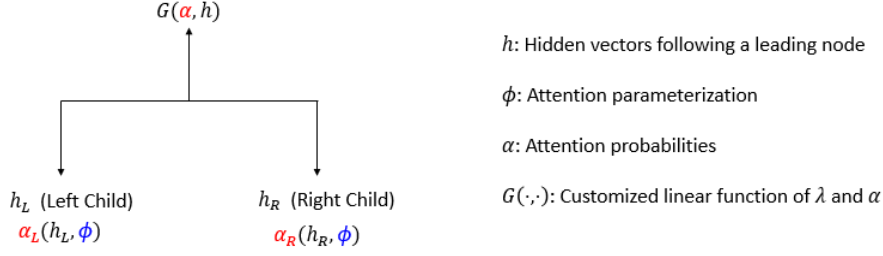 G(α, h)
h: Hidden vectors following a leading node
ϕ: Attention parameterization
α: Attention probabilities
G(·,·): Customized linear function of λ and α
h_L (Left Child)
h_R (Right Child)
α_L(h_L, ϕ)
α_R(h_R, ϕ)